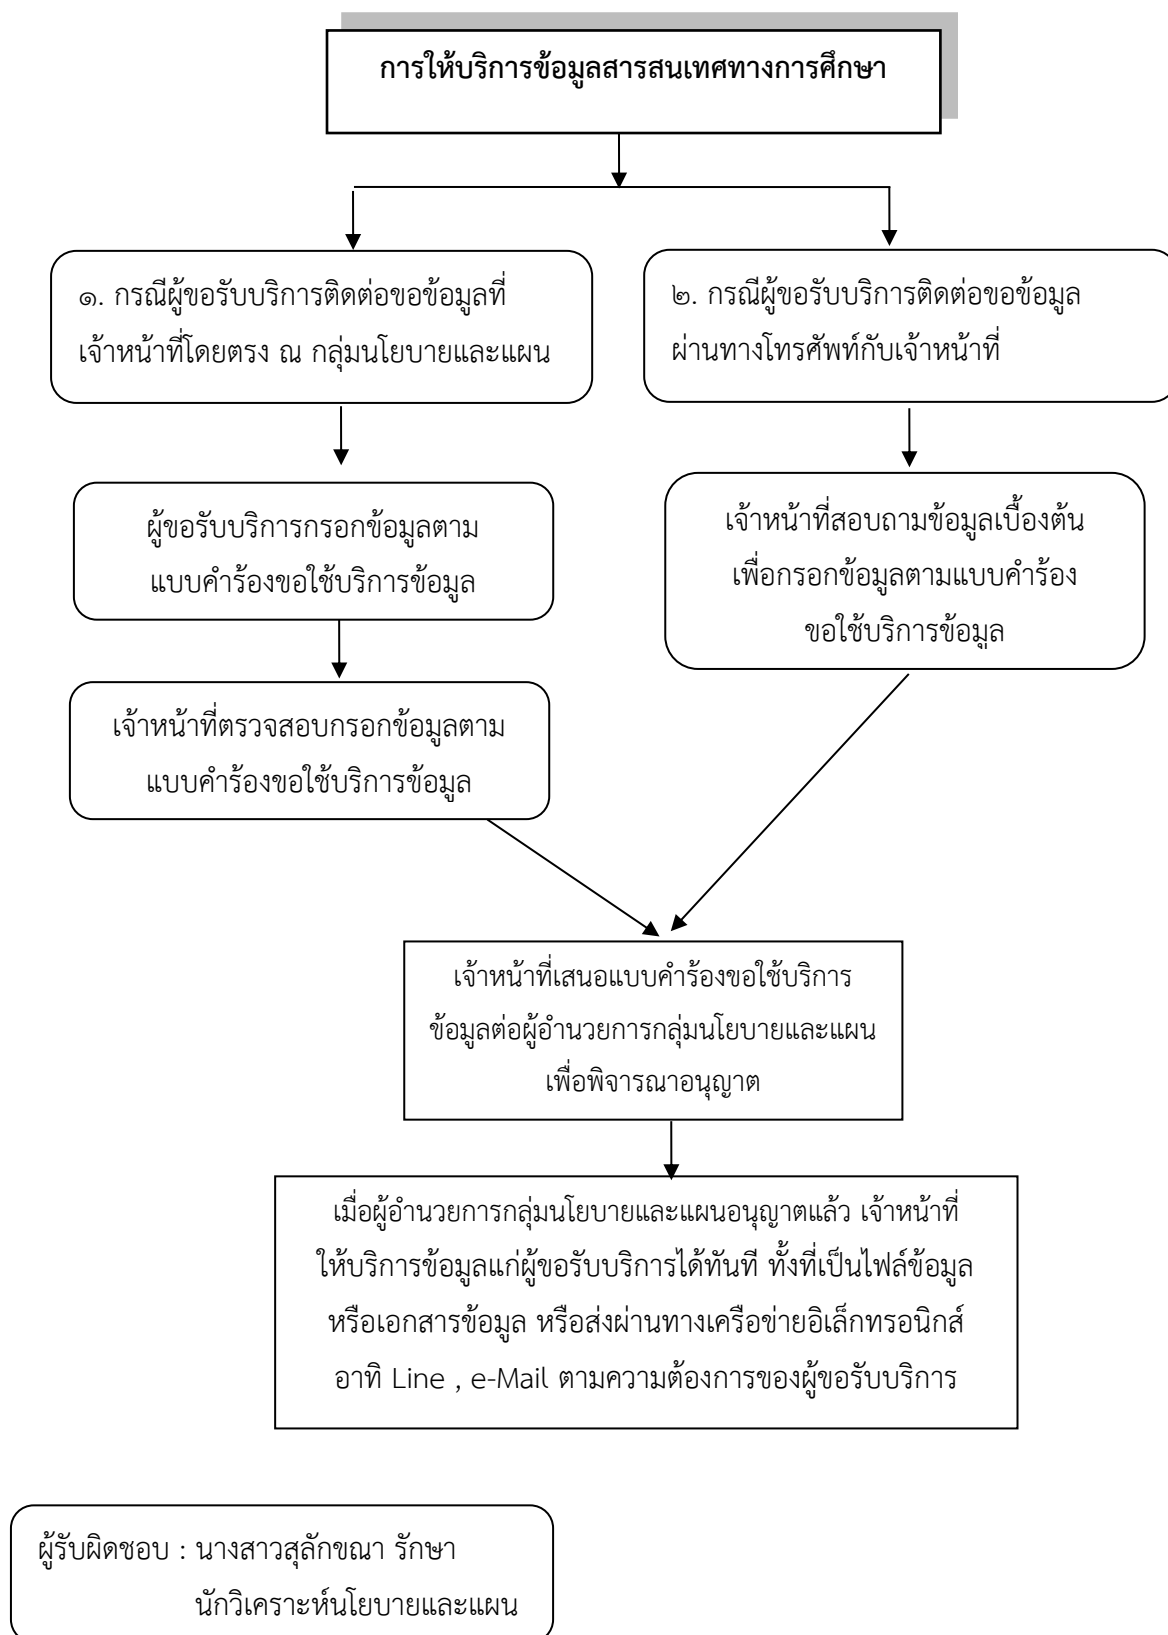 การให้บริการข้อมูลสารสนเทศทางการศึกษา
๑. กรณีผู้ขอรับบริการติดต่อขอข้อมูลที่
เจ้าหน้าที่โดยตรง ณ กลุ่มนโยบายและแผน
๒. กรณีผู้ขอรับบริการติดต่อขอข้อมูล
ผ่านทางโทรศัพท์กับเจ้าหน้าที่
ผู้ขอรับบริการกรอกข้อมูลตาม
แบบคำร้องขอใช้บริการข้อมูล
เจ้าหน้าที่สอบถามข้อมูลเบื้องต้น
เพื่อกรอกข้อมูลตามแบบคำร้อง
ขอใช้บริการข้อมูล
เจ้าหน้าที่ตรวจสอบกรอกข้อมูลตาม
แบบคำร้องขอใช้บริการข้อมูล
เจ้าหน้าที่เสนอแบบคำร้องขอใช้บริการ
ข้อมูลต่อผู้อำนวยการกลุ่มนโยบายและแผน
เพื่อพิจารณาอนุญาต
เมื่อผู้อำนวยการกลุ่มนโยบายและแผนอนุญาตแล้ว เจ้าหน้าที่
ให้บริการข้อมูลแก่ผู้ขอรับบริการได้ทันที ทั้งที่เป็นไฟล์ข้อมูล
หรือเอกสารข้อมูล หรือส่งผ่านทางเครือข่ายอิเล็กทรอนิกส์
อาทิ Line , e-Mail ตามความต้องการของผู้ขอรับบริการ
ผู้รับผิดชอบ : นางสาวสุลักขณา รักษา
นักวิเคราะห์นโยบายและแผน